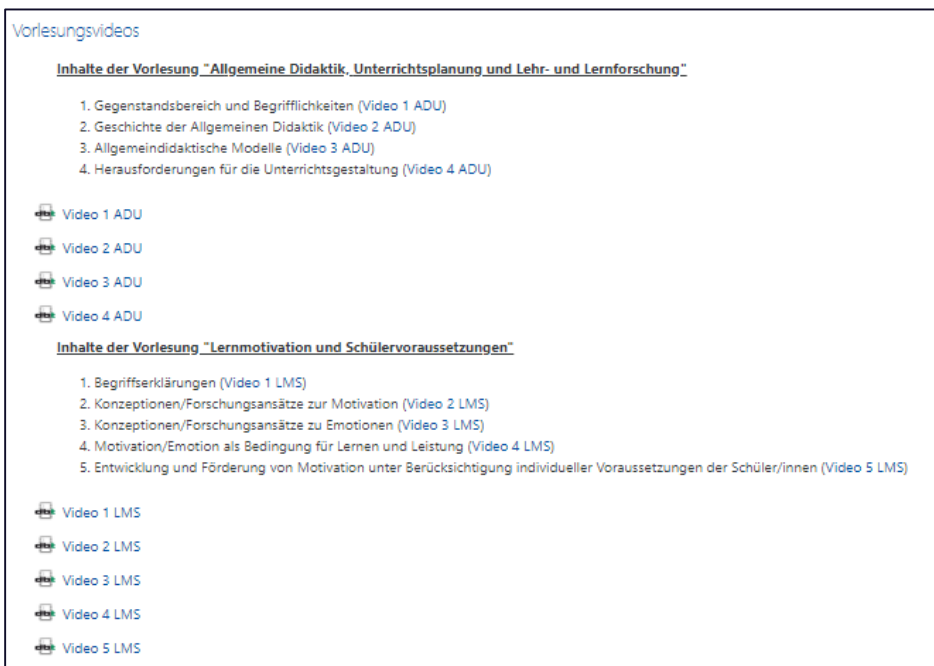 Vorlesungsvideos
Inhalte der Vorlesung "Allgemeine Didaktik, Unterrichtsplanung und Lehr- und Lernforschung"
1. Gegenstandsbereich und Begrifflichkeiten (Video 1 ADU)
2. Geschichte der Allgemeinen Didaktik (Video 2 ADU)
3. Allgemeindidaktische Modelle (Video 3 ADU)
4. Herausforderungen für die Unterrichtsgestaltung (Video 4 ADU)
Video 1 ADU
Video 2 ADU
Video 3 ADU
Video 4 ADU
Inhalte der Vorlesung "Lernmotivation und Schülervoraussetzungen"
1. Begriffserklärungen (Video 1 LMS)
2. Konzeptionen/Forschungsansätze zur Motivation (Video 2 LMS)
3. Konzeptionen/Forschungsansätze zu Emotionen (Video 3 LMS)
4. Motivation/Emotion als Bedingung für Lernen und Leistung (Video 4 LMS)
5. Entwicklung und Förderung von Motivation unter Berücksichtigung individueller Voraussetzungen der Schüler/innen (Video 5 LMS)
Video 1 LMS
Video 2 LMS
Video 3 LMS
Video 4 LMS
Video 5 LMS